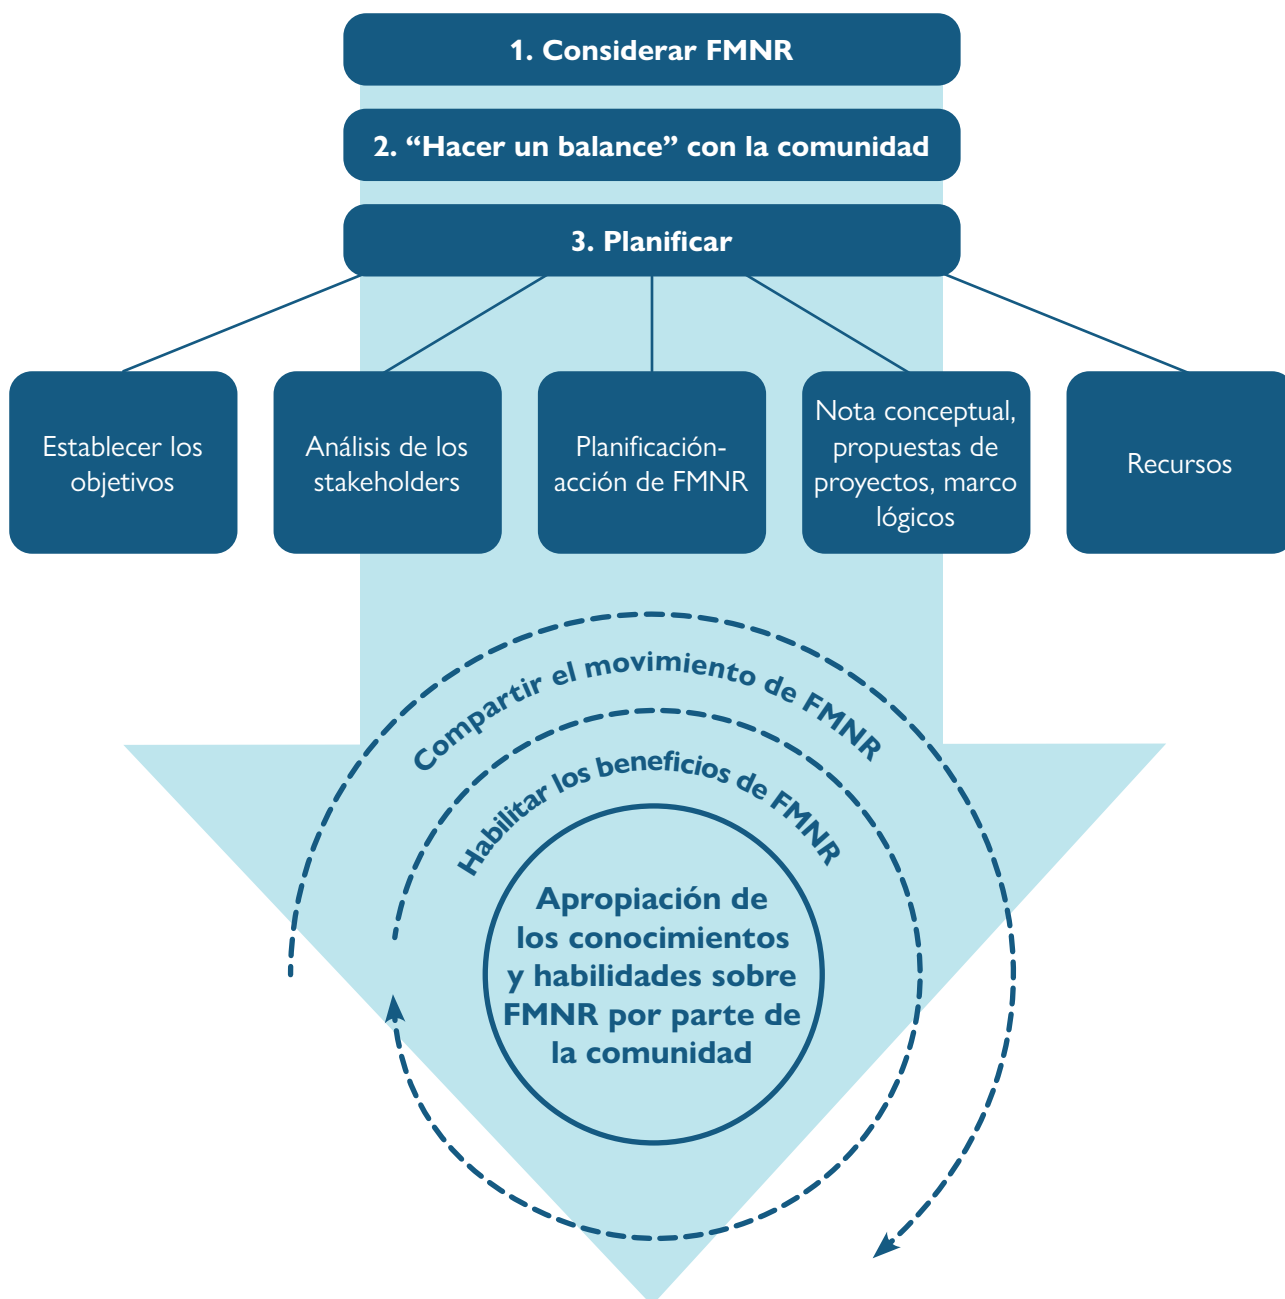 1. Considerar FMNR
2. “Hacer un balance” con la comunidad
3. Planificar
Establecer los
objetivos
Análisis de los
stakeholders
Planificación-
acción de FMNR
Nota conceptual,
propuestas de
proyectos, marco
lógicos
Recursos
Compartir el movimiento de FMNR
Habilitar los beneficios de FMNR
Apropiación de
los conocimientos
y habilidades sobre
FMNR por parte de
la comunidad